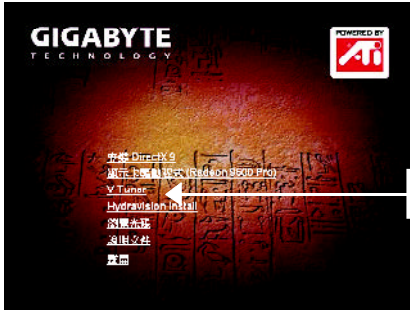 GIGABYTE
TECHNOLOGY
POWERED BY
ATi
安裝 DirectX 9
顯示卡驅動程式 (Radeon 9600 Pro)
V-Tuner
Hydravision Install
瀏覽光碟
說明文件
離開